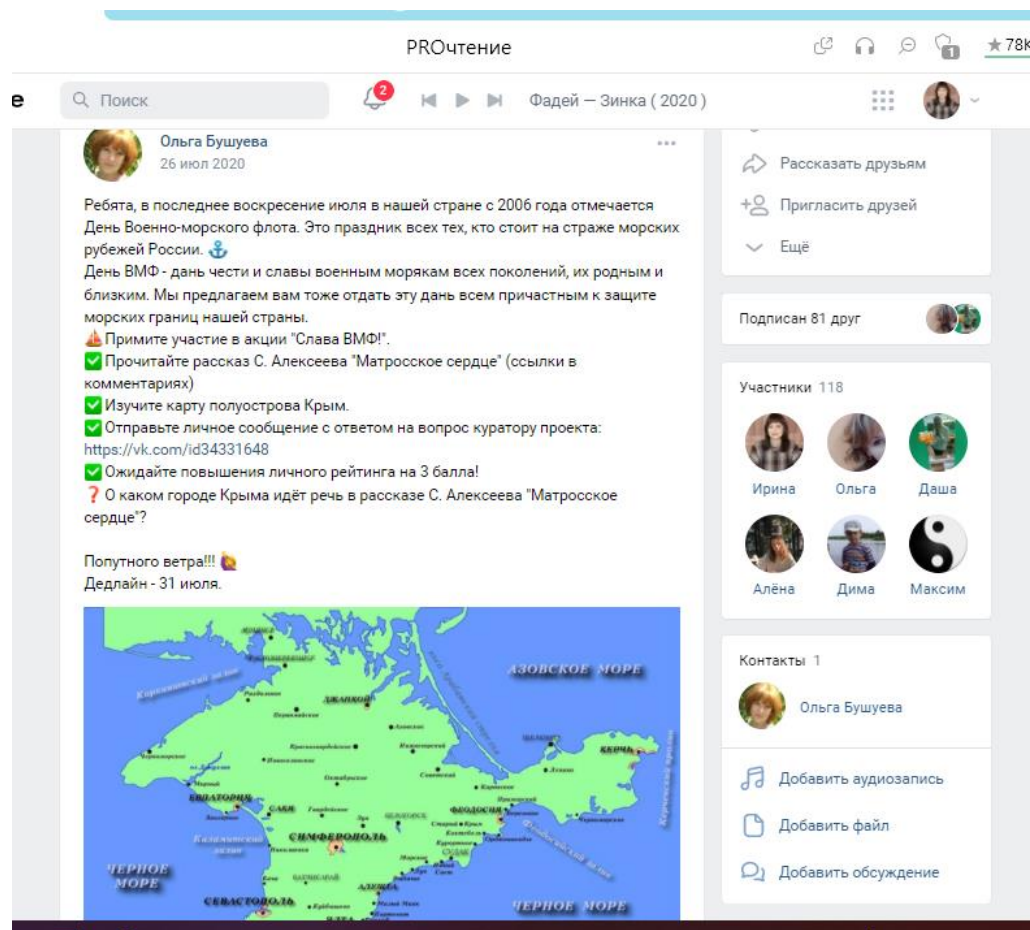 PROчтение
1
78K
е
Поиск
2
Фадей — Зинка ( 2020 )
Ольга Бушуева
26 июл 2020
Ребята, в последнее воскресение июля в нашей стране с 2006 года отмечается
День Военно-морского флота. Это праздник всех тех, кто стоит на страже морских
рубежей России. ⚓
День ВМФ - дань чести и славы военным морякам всех поколений, их родным и
близким. Мы предлагаем вам тоже отдать эту дань всем причастным к защите
морских границ нашей страны.
⛵Примите участие в акции "Слава ВМФ!".
✅Прочитайте рассказ С. Алексеева "Матросское сердце" (ссылки в
комментариях)
✅Изучите карту полуострова Крым.
✅Отправьте личное сообщение с ответом на вопрос куратору проекта:
https://vk.com/id34331648
✅Ожидайте повышения личного рейтинга на 3 балла!
❓О каком городе Крыма идёт речь в рассказе С. Алексеева "Матросское
сердце"?
Попутного ветра!!! 🙋
Дедлайн - 31 июля.
АЗОВСКОЕ МОРЕ
ДЖАНКОЙ
КЕРЧЬ
ЕВПАТОРИЯ
САКИ
ФЕОДОСИЯ
СИМФЕРОПОЛЬ
СУДАК
ЧЕРНОЕ
МОРЕ
АЛУШТА
СЕВАСТОПОЛЬ
ЯЛТА
ЧЕРНОЕ МОРЕ
Рассказать друзьям
Пригласить друзей
Ещё
Подписан 81 друг
Участники 118
Ирина Ольга Даша
Алёна Дима Максим
Контакты 1
Ольга Бушуева
Добавить аудиозапись
Добавить файл
Добавить обсуждение